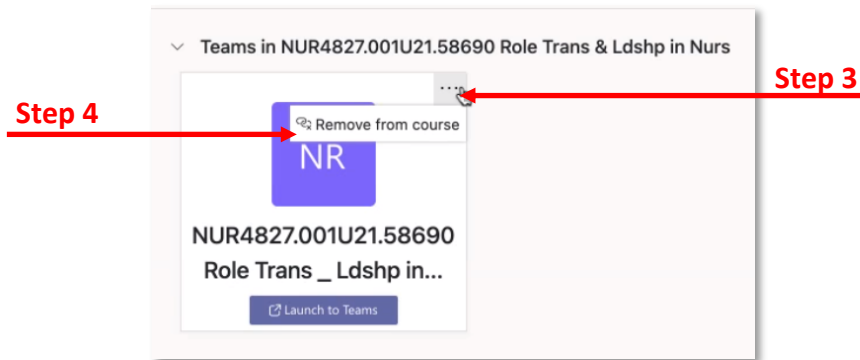 Teams in NUR4827.001U21.58690 Role Trans & Ldshp in Nurs
...
Step 3
Step 4
Remove from course
NR
NUR4827.001U21.58690
Role Trans _ Ldshp in...
Launch to Teams